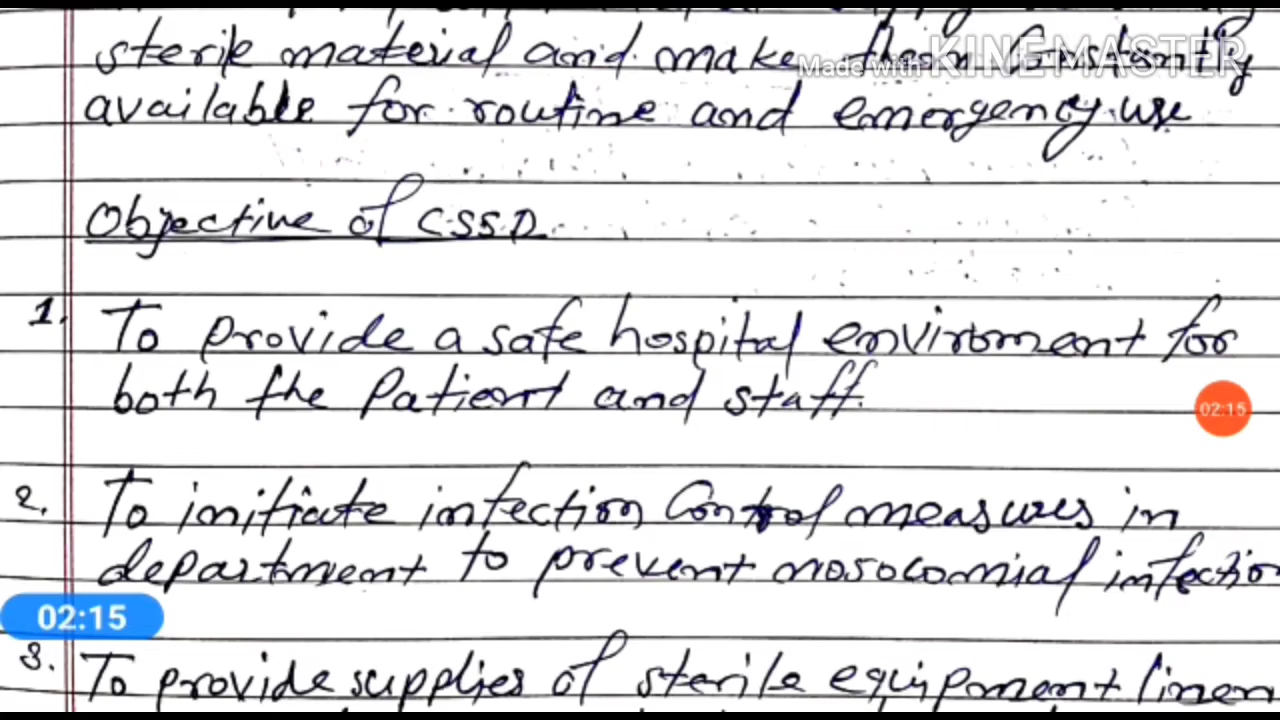 sterile material and make them Constantly
available for routine and emergency use
Made with KINEMASTER
Objective of C.S.S.D.
1. To provide a safe hospital environment for
both the Patient and staff.
02:15
2. To initiate infection Control measures in
department to prevent nosocomial infection
02:15
3. To provide supplies of sterile equipment linen